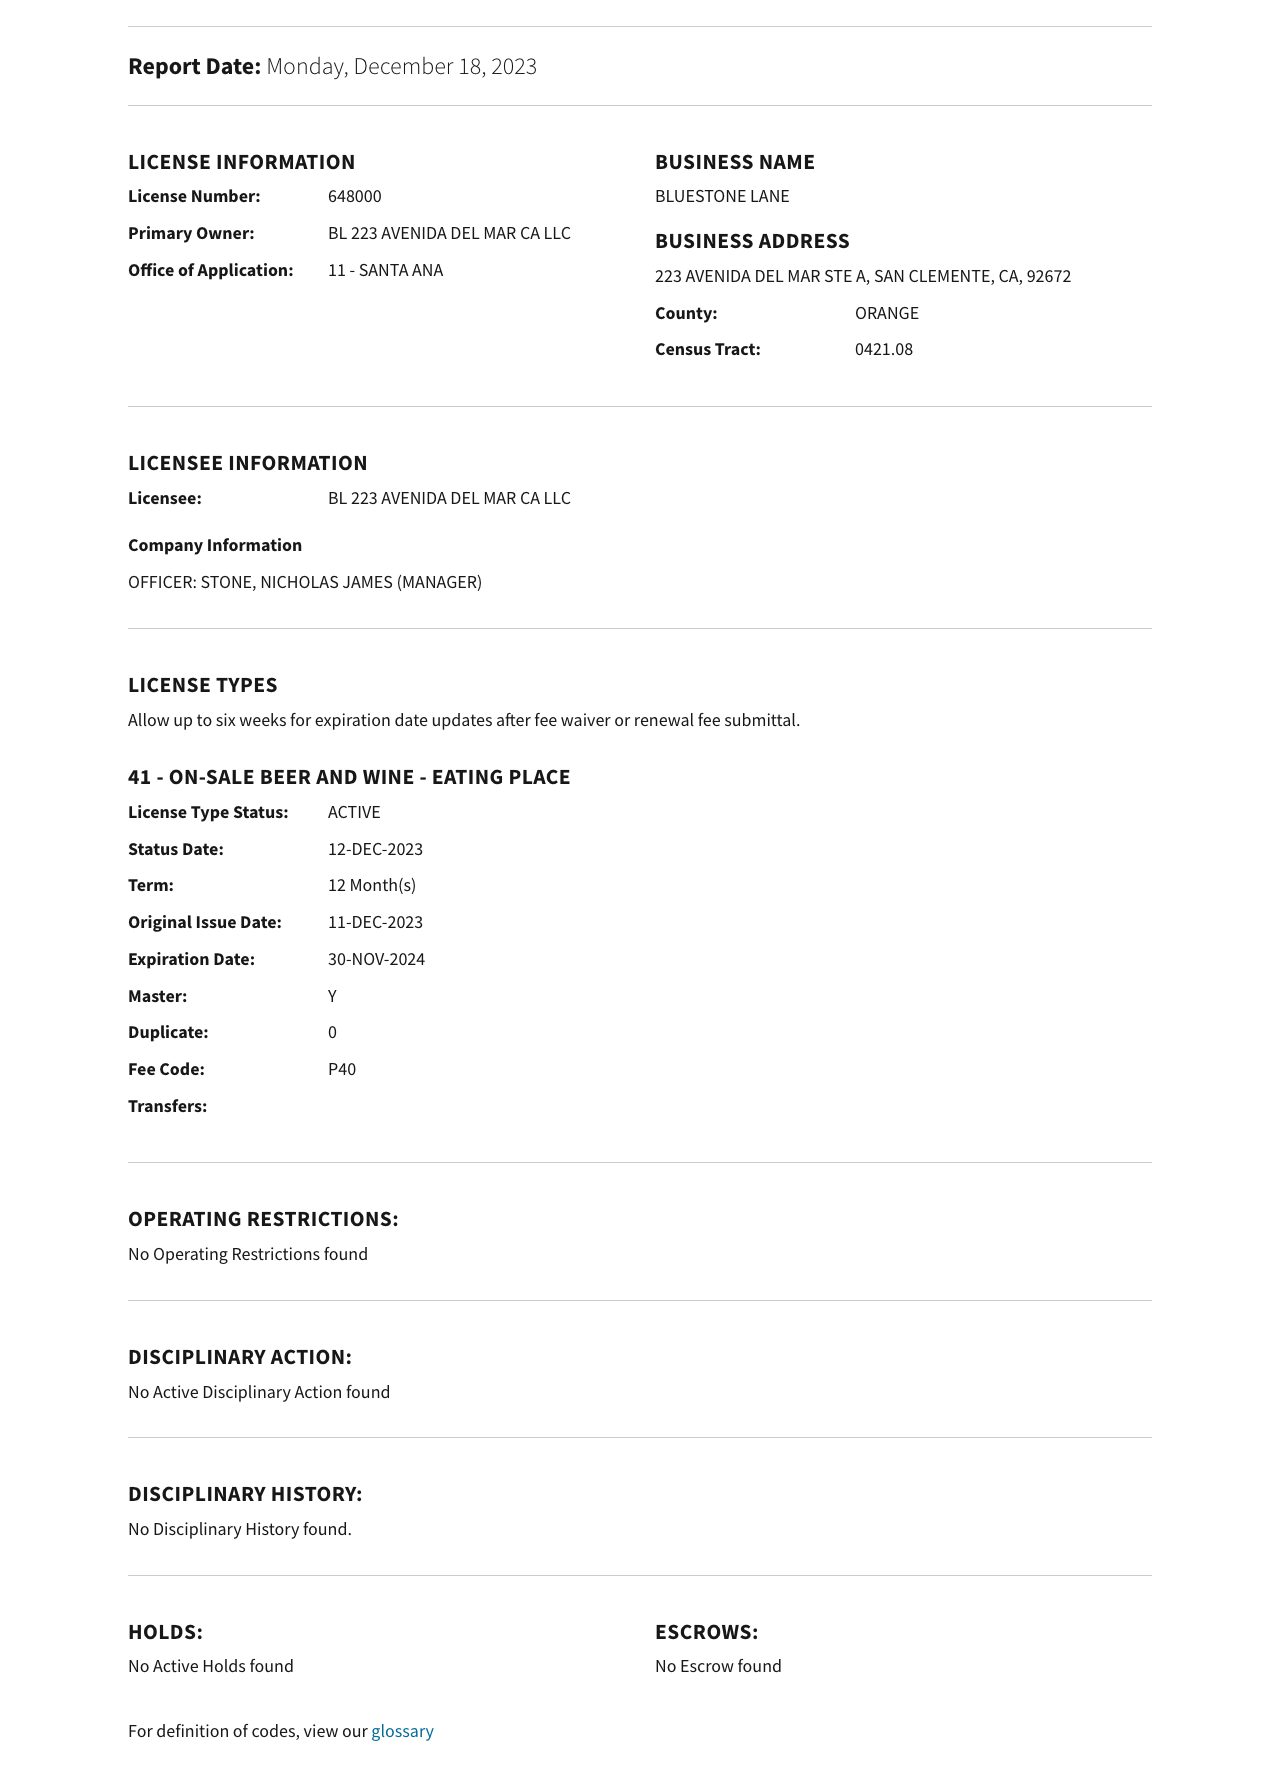 Report Date: Monday, December 18, 2023
LICENSE INFORMATION
License Number: 648000
Primary Owner: BL 223 AVENIDA DEL MAR CA LLC
Office of Application: 11 - SANTA ANA
BUSINESS NAME
BLUESTONE LANE
BUSINESS ADDRESS
223 AVENIDA DEL MAR STE A, SAN CLEMENTE, CA, 92672
County: ORANGE
Census Tract: 0421.08
LICENSEE INFORMATION
Licensee: BL 223 AVENIDA DEL MAR CA LLC
Company Information
OFFICER: STONE, NICHOLAS JAMES (MANAGER)
LICENSE TYPES
Allow up to six weeks for expiration date updates after fee waiver or renewal fee submittal.
41 - ON-SALE BEER AND WINE - EATING PLACE
License Type Status: ACTIVE
Status Date: 12-DEC-2023
Term: 12 Month(s)
Original Issue Date: 11-DEC-2023
Expiration Date: 30-NOV-2024
Master: Y
Duplicate: 0
Fee Code: P40
Transfers:
OPERATING RESTRICTIONS:
No Operating Restrictions found
DISCIPLINARY ACTION:
No Active Disciplinary Action found
DISCIPLINARY HISTORY:
No Disciplinary History found.
HOLDS:
No Active Holds found
ESCROWS:
No Escrow found
For definition of codes, view our glossary